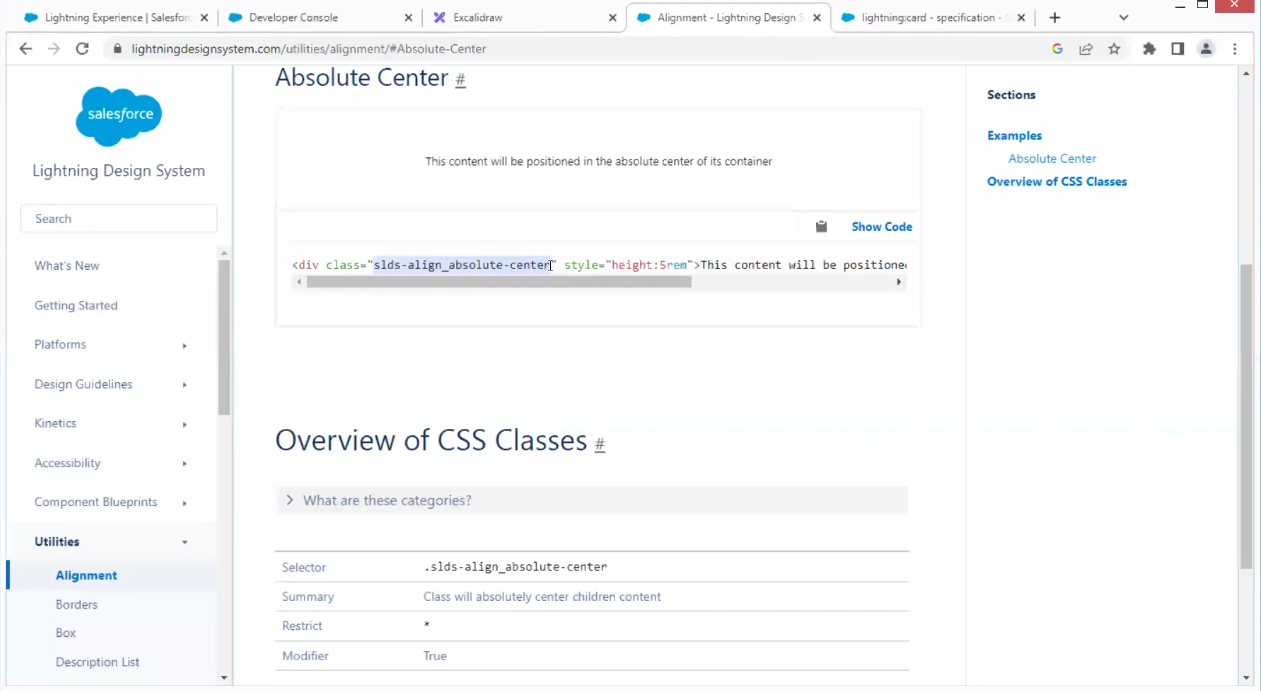 Lightning Experience | Salesfor
Developer Console
Excalidraw
Alignment - Lightning Design S
lightning:card - specification - S
lightningdesignsystem.com/utilities/alignment/#Absolute-Center
salesforce
Lightning Design System
Search
What's New
Getting Started
Platforms
Design Guidelines
Kinetics
Accessibility
Component Blueprints
Utilities
Alignment
Borders
Box
Description List
Absolute Center #
This content will be positioned in the absolute center of its container
Show Code
<div class="slds-align_absolute-center" style="height:5rem">This content will be positioned
Overview of CSS Classes #
What are these categories?
Selector .slds-align_absolute-center
Summary Class will absolutely center children content
Restrict *
Modifier True
Sections
Examples
Absolute Center
Overview of CSS Classes